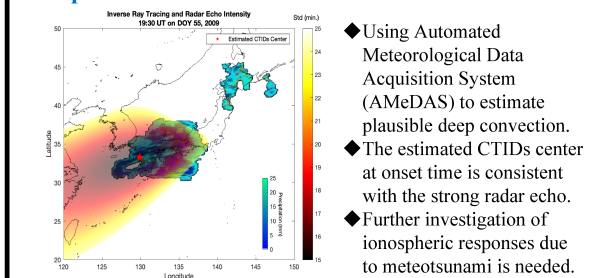 Inverse Ray Tracing and Radar Echo Intensity
19:30 UT on DOY 55, 2009
Std (min.)
Estimated CTIDs Center
50
45
40
35
30
25
20
Latitude
120
125
130
135
140
145
150
Longitude
25
20
15
10
5
0
Precipitation (mm)
26
25
24
23
22
21
20
19
18
17
16
15
◆Using Automated
Meteorological Data
Acquisition System
(AMeDAS) to estimate
plausible deep convection.
◆The estimated CTIDs center
at onset time is consistent
with the strong radar echo.
◆Further investigation of
ionospheric responses due
to meteotsunami is needed.